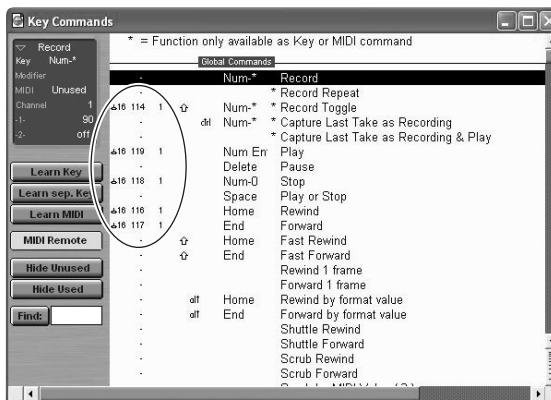 Key Commands
* = Function only available as Key or MIDI command
Global Commands
Record
Key Num-*
Modifier
MIDI Unused
Channel 1
-1- 90
-2- off
Learn Key
Learn sep. Key
Learn MIDI
MIDI Remote
Hide Unused
Hide Used
Find:
- Num-* Record
- * Record Repeat
16 114 1 Num-* * Record Toggle
- ctrl Num-* * Capture Last Take as Recording
- * Capture Last Take as Recording & Play
16 119 1 Num En Play
- Delete Pause
16 118 1 Num-0 Stop
- Space Play or Stop
16 116 1 Home Rewind
16 117 1 End Forward
- Home Fast Rewind
- End Fast Forward
- Rewind 1 frame
- Forward 1 frame
- alt Home Rewind by format value
- alt End Forward by format value
- Shuttle Rewind
- Shuttle Forward
- Scrub Rewind
- Scrub Forward